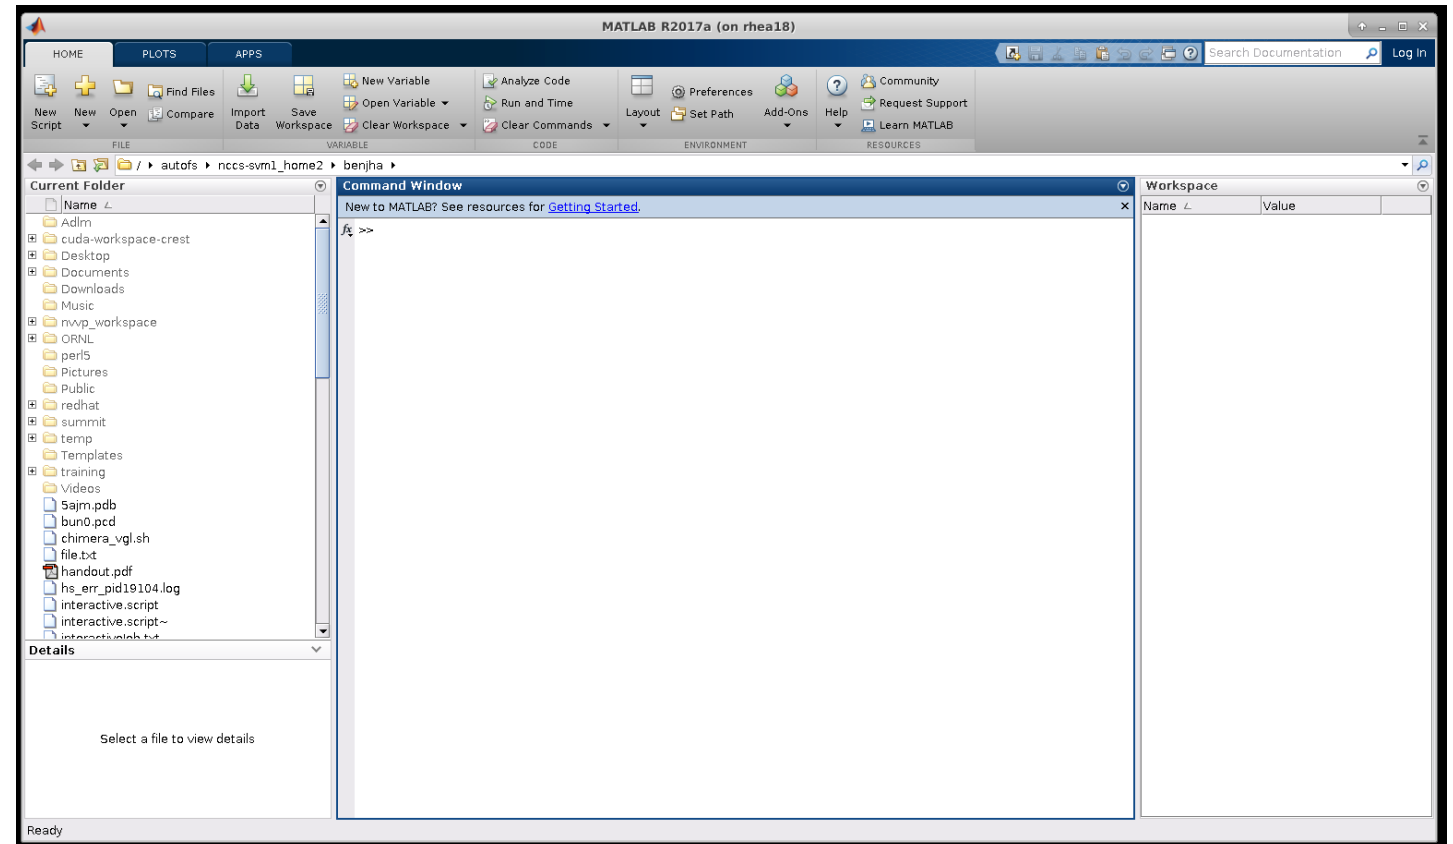 MATLAB R2017a (on rhea18)
HOME PLOTS APPS Search Documentation Log In
New Script New Open Find Files Compare Import Data Save Workspace New Variable Open Variable Clear Workspace Analyze Code Run and Time Clear Commands Layout Preferences Set Path Add-Ons Help Community Request Support Learn MATLAB
FILE VARIABLE CODE ENVIRONMENT RESOURCES
/ autofs nccs-svm1_home2 benjha
Current Folder
Name
Adlm
cuda-workspace-crest
Desktop
Documents
Downloads
Music
nvvp_workspace
ORNL
perl5
Pictures
Public
redhat
summit
temp
Templates
training
Videos
5ajm.pdb
bun0.pcd
chimera_vgl.sh
file.txt
handout.pdf
hs_err_pid19104.log
interactive.script
interactive.script~
Details
Select a file to view details
Command Window
New to MATLAB? See resources for Getting Started.
fx >>
Workspace
Name Value
Ready